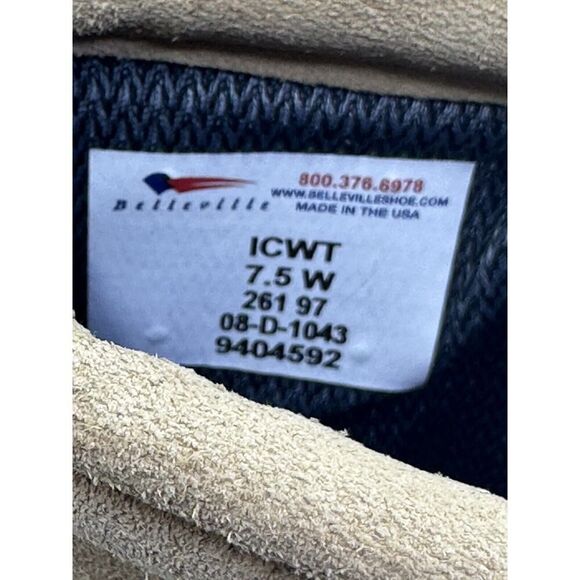 Belleville
800.376.6978
WWW.BELLEVILLESHOE.COM
MADE IN THE USA
ICWT
7.5 W
261 97
08-D-1043
9404592